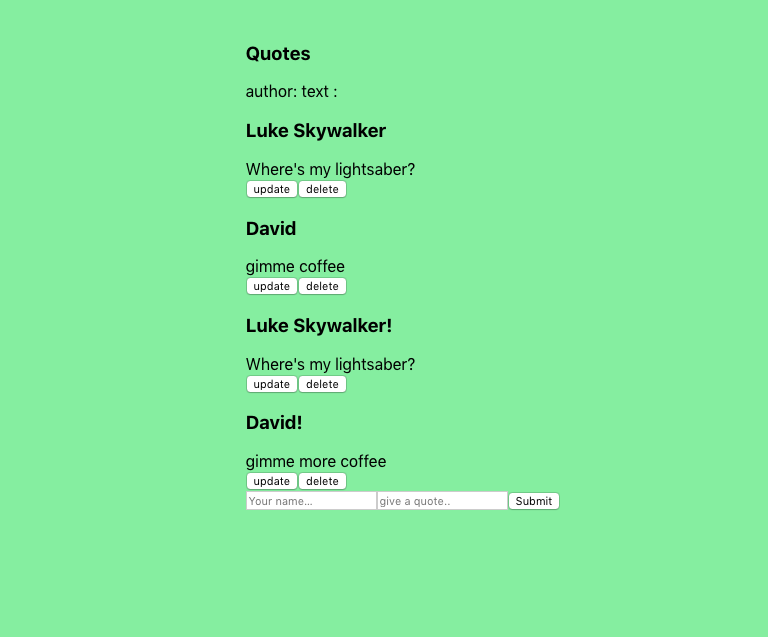 Quotes
author: text :
Luke Skywalker
Where's my lightsaber?
update delete
David
gimme coffee
update delete
Luke Skywalker!
Where's my lightsaber?
update delete
David!
gimme more coffee
update delete
Your name... give a quote.. Submit